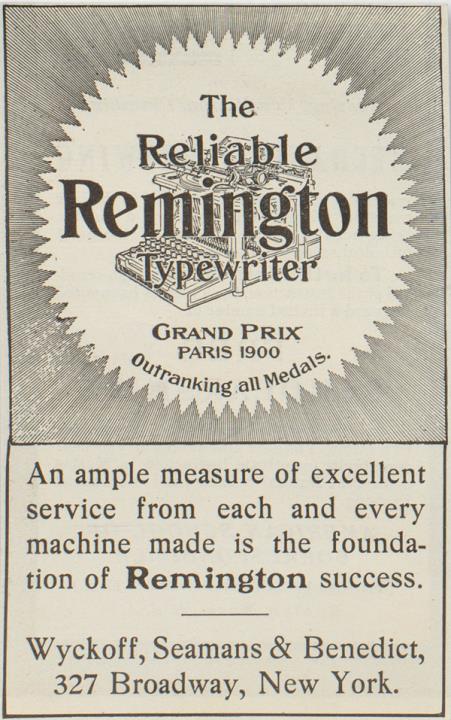 The
Reliable
Remington
Typewriter
GRAND PRIX
PARIS 1900
Outranking all Medals.
An ample measure of excellent
service from each and every
machine made is the founda-
tion of Remington success.
Wyckoff, Seamans & Benedict,
327 Broadway, New York.